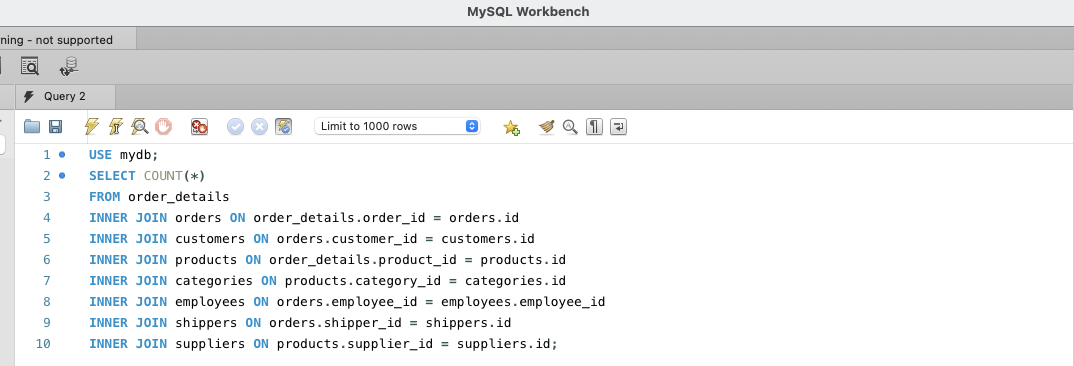 MySQL Workbench
ning - not supported
Query 2
Limit to 1000 rows
1 USE mydb;
2 SELECT COUNT(*)
3 FROM order_details
4 INNER JOIN orders ON order_details.order_id = orders.id
5 INNER JOIN customers ON orders.customer_id = customers.id
6 INNER JOIN products ON order_details.product_id = products.id
7 INNER JOIN categories ON products.category_id = categories.id
8 INNER JOIN employees ON orders.employee_id = employees.employee_id
9 INNER JOIN shippers ON orders.shipper_id = shippers.id
10 INNER JOIN suppliers ON products.supplier_id = suppliers.id;